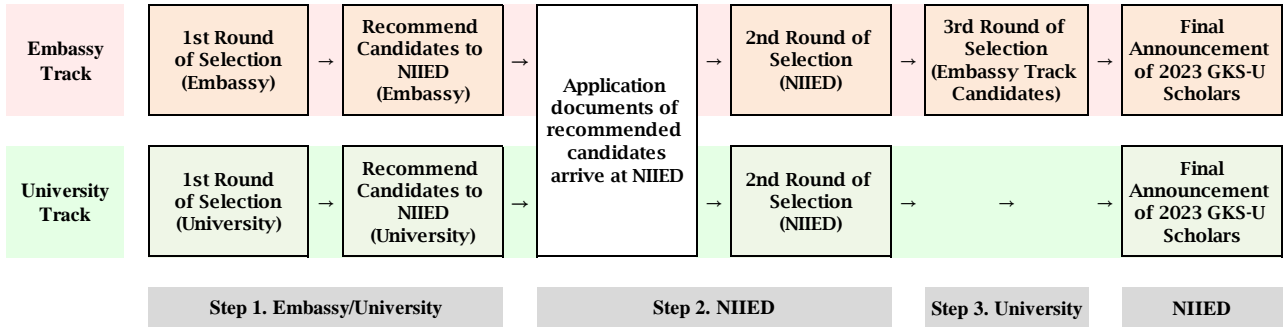 Embassy
Track
1st Round
of Selection
(Embassy)
→
Recommend
Candidates to
NIIED
(Embassy)
→
Application
documents of
recommended
candidates
arrive at NIIED
→
2nd Round of
Selection
(NIIED)
→
3rd Round of
Selection
(Embassy Track
Candidates)
→
Final
Announcement
of 2023 GKS-U
Scholars
University
Track
1st Round
of Selection
(University)
→
Recommend
Candidates to
NIIED
(University)
→
→
2nd Round of
Selection
(NIIED)
→
→
→
Final
Announcement
of 2023 GKS-U
Scholars
Step 1. Embassy/University
Step 2. NIIED
Step 3. University
NIIED